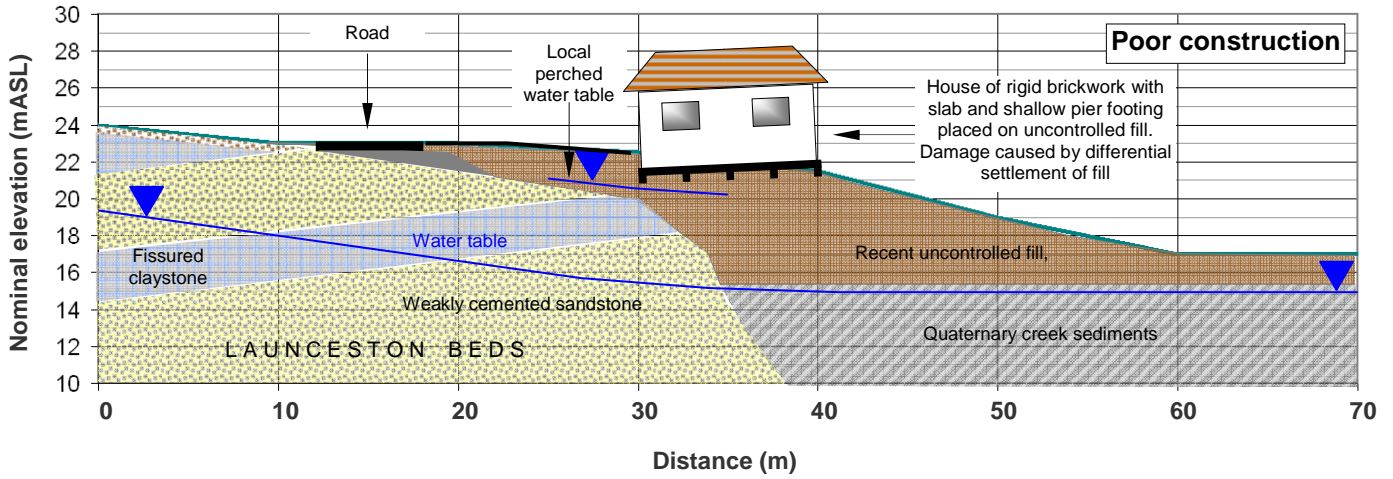 Poor construction
Nominal elevation (mASL)
30
28
26
24
22
20
18
16
14
12
10
Road
Local
perched
water table
House of rigid brickwork with
slab and shallow pier footing
placed on uncontrolled fill.
Damage caused by differential
settlement of fill
Water table
Fissured
claystone
Recent uncontrolled fill,
Weakly cemented sandstone
Quaternary creek sediments
LAUNCESTON BEDS
0 10 20 30 40 50 60 70
Distance (m)